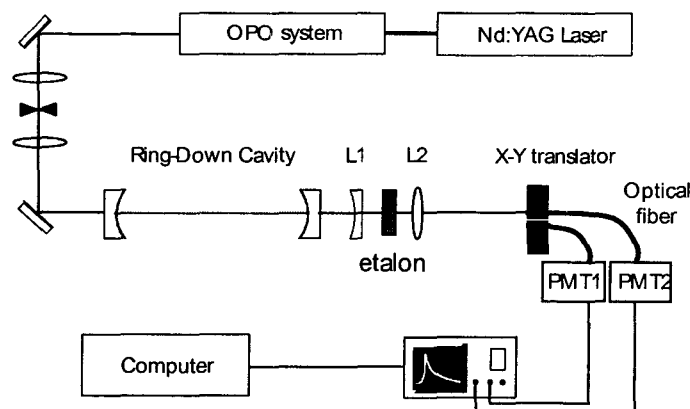 OPO system
Nd:YAG Laser
Ring-Down Cavity
L1
L2
X-Y translator
Optical
fiber
etalon
PMT1
PMT2
Computer